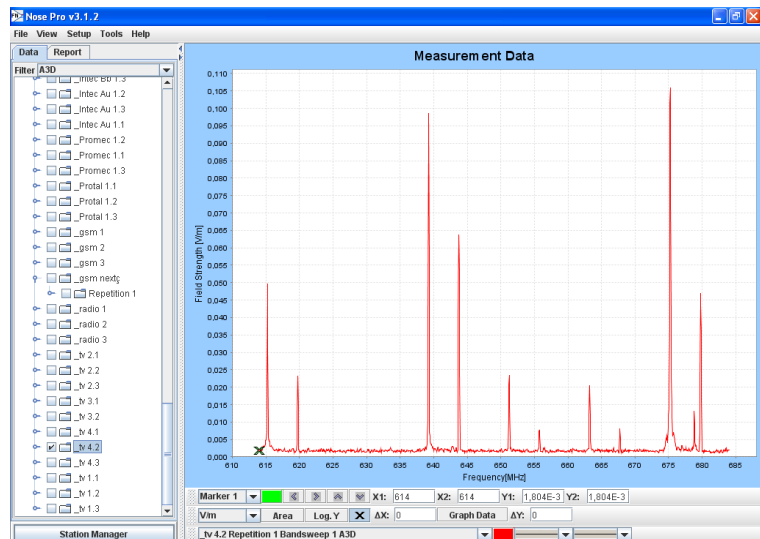 Nose Pro v3.1.2
File View Setup Tools Help
Data Report
Filter A3D
_Intec Bb 1.3
_Intec Au 1.2
_Intec Au 1.3
_Intec Au 1.1
_Promec 1.2
_Promec 1.1
_Promec 1.3
_Protal 1.1
_Protal 1.2
_Protal 1.3
_gsm 1
_gsm 2
_gsm 3
_gsm nextç
Repetition 1
_radio 1
_radio 2
_radio 3
_tv 2.1
_tv 2.2
_tv 2.3
_tv 3.1
_tv 3.2
_tv 4.1
_tv 4.2
_tv 4.3
_tv 1.1
_tv 1.2
_tv 1.3
Station Manager
Measurement Data
Field Strength [V/m]
0,110
0,105
0,100
0,095
0,090
0,085
0,080
0,075
0,070
0,065
0,060
0,055
0,050
0,045
0,040
0,035
0,030
0,025
0,020
0,015
0,010
0,005
0,000
610 615 620 625 630 635 640 645 650 655 660 665 670 675 680 685
Frequency[MHz]
Marker 1 X1: 614 X2: 614 Y1: 1,804E-3 Y2: 1,804E-3
V/m Area Log. Y X ΔX: 0 Graph Data ΔY: 0
_tv 4.2 Repetition 1 Bandsweep 1 A3D